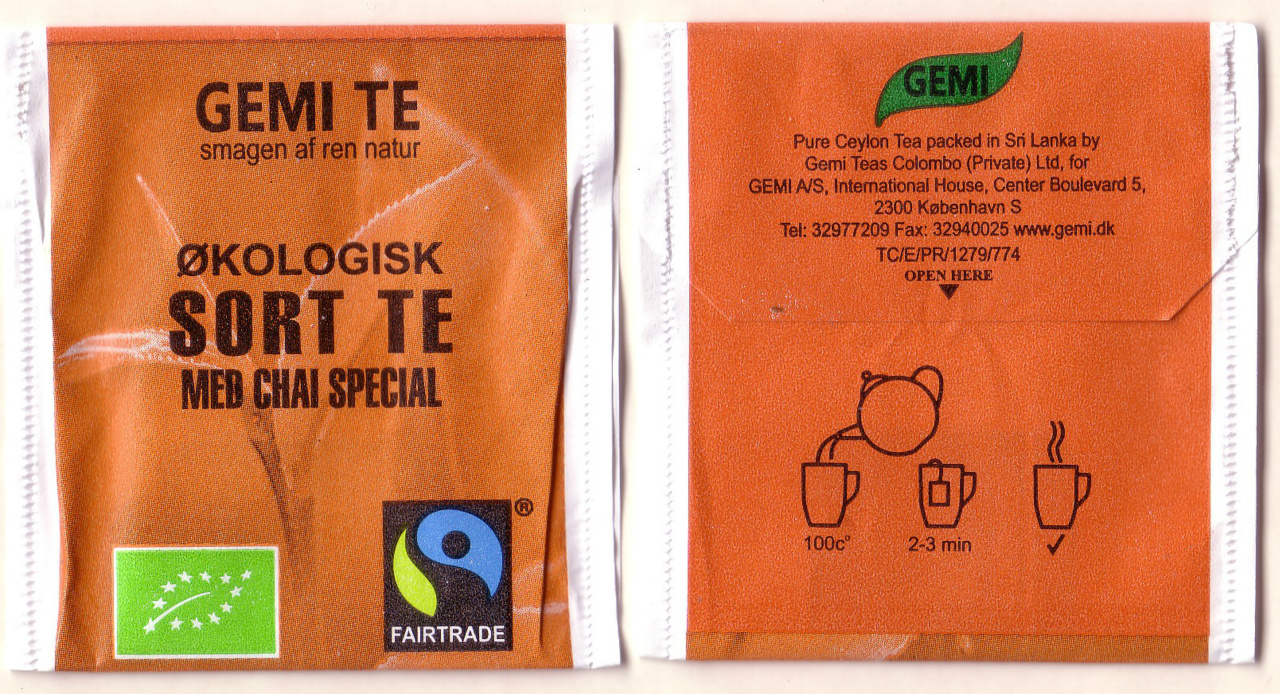 GEMI TE
smagen af ren natur
ØKOLOGISK
SORT TE
MED CHAI SPECIAL
®
FAIRTRADE
GEMI
Pure Ceylon Tea packed in Sri Lanka by
Gemi Teas Colombo (Private) Ltd, for
GEMI A/S, International House, Center Boulevard 5,
2300 København S
Tel: 32977209 Fax: 32940025 www.gemi.dk
TC/E/PR/1279/774
OPEN HERE
100c°
2-3 min